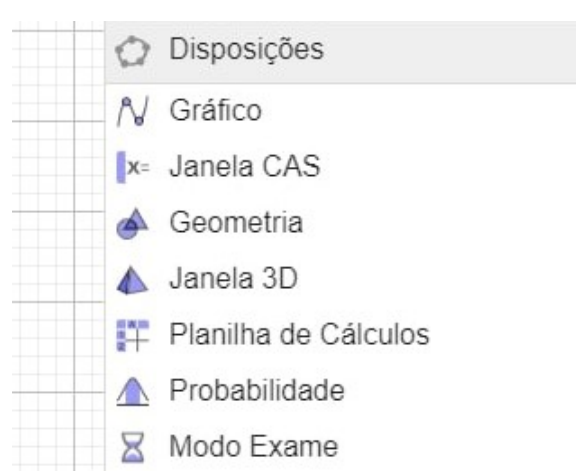 Disposições
Gráfico
x= Janela CAS
Geometria
Janela 3D
Planilha de Cálculos
Probabilidade
Modo Exame